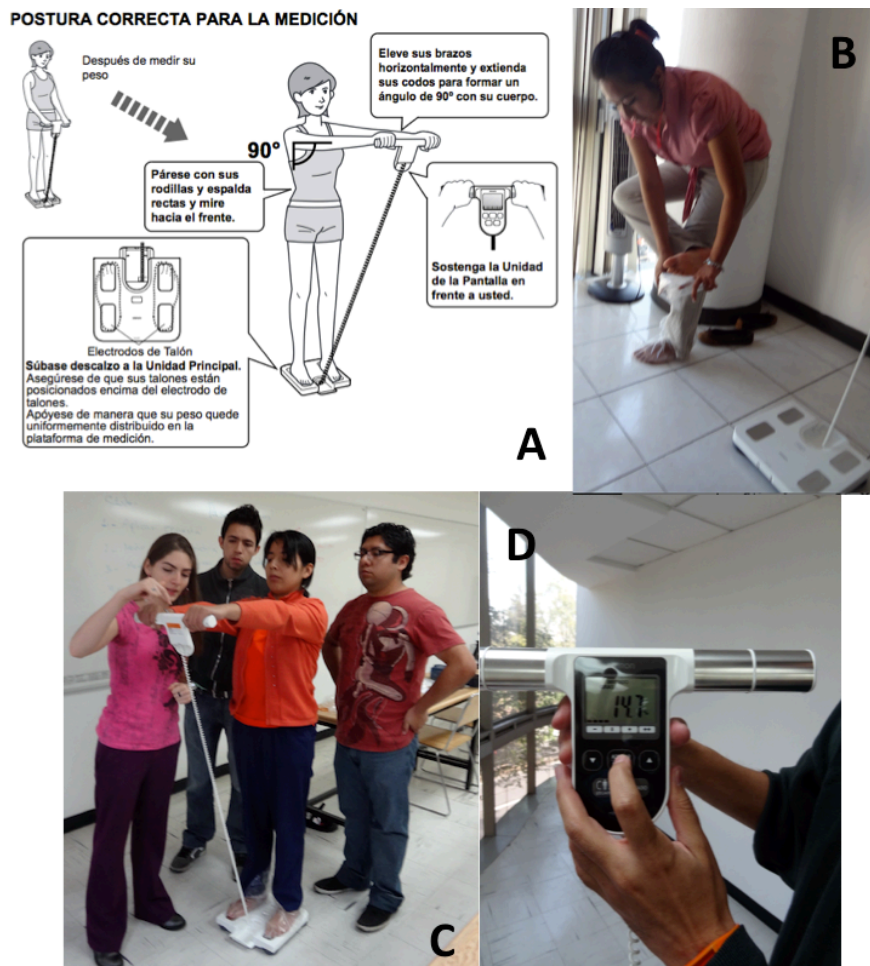 POSTURA CORRECTA PARA LA MEDICIÓN
Después de medir su
peso
Eleve sus brazos
horizontalmente y extienda
sus codos para formar un
ángulo de 90º con su cuerpo.
90°
Párese con sus
rodillas y espalda
rectas y mire
hacia el frente.
Sostenga la Unidad
de la Pantalla en
frente a usted.
Electrodos de Talón
Súbase descalzo a la Unidad Principal.
Asegúrese de que sus talones están
posicionados encima del electrodo de
talones.
Apóyese de manera que su peso quede
uniformemente distribuido en la
plataforma de medición.
A
B
C
D
14.7